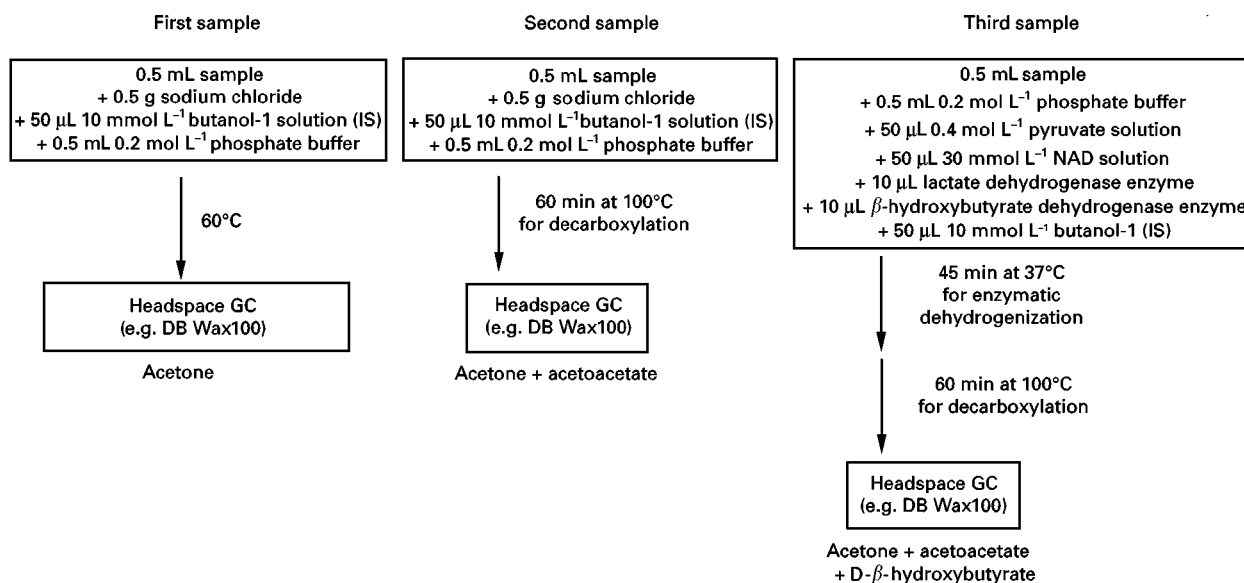 First sample
0.5 mL sample
+ 0.5 g sodium chloride
+ 50 μL 10 mmol L⁻¹ butanol-1 solution (IS)
+ 0.5 mL 0.2 mol L⁻¹ phosphate buffer
60°C
Headspace GC
(e.g. DB Wax100)
Acetone
Second sample
0.5 mL sample
+ 0.5 g sodium chloride
+ 50 μL 10 mmol L⁻¹butanol-1 solution (IS)
+ 0.5 mL 0.2 mol L⁻¹ phosphate buffer
60 min at 100°C
for decarboxylation
Headspace GC
(e.g. DB Wax100)
Acetone + acetoacetate
Third sample
0.5 mL sample
+ 0.5 mL 0.2 mol L⁻¹ phosphate buffer
+ 50 μL 0.4 mol L⁻¹ pyruvate solution
+ 50 μL 30 mmol L⁻¹ NAD solution
+ 10 μL lactate dehydrogenase enzyme
+ 10 μL β-hydroxybutyrate dehydrogenase enzyme
+ 50 μL 10 mmol L⁻¹ butanol-1 (IS)
45 min at 37°C
for enzymatic
dehydrogenization
60 min at 100°C
for decarboxylation
Headspace GC
(e.g. DB Wax100)
Acetone + acetoacetate
+ D-β-hydroxybutyrate